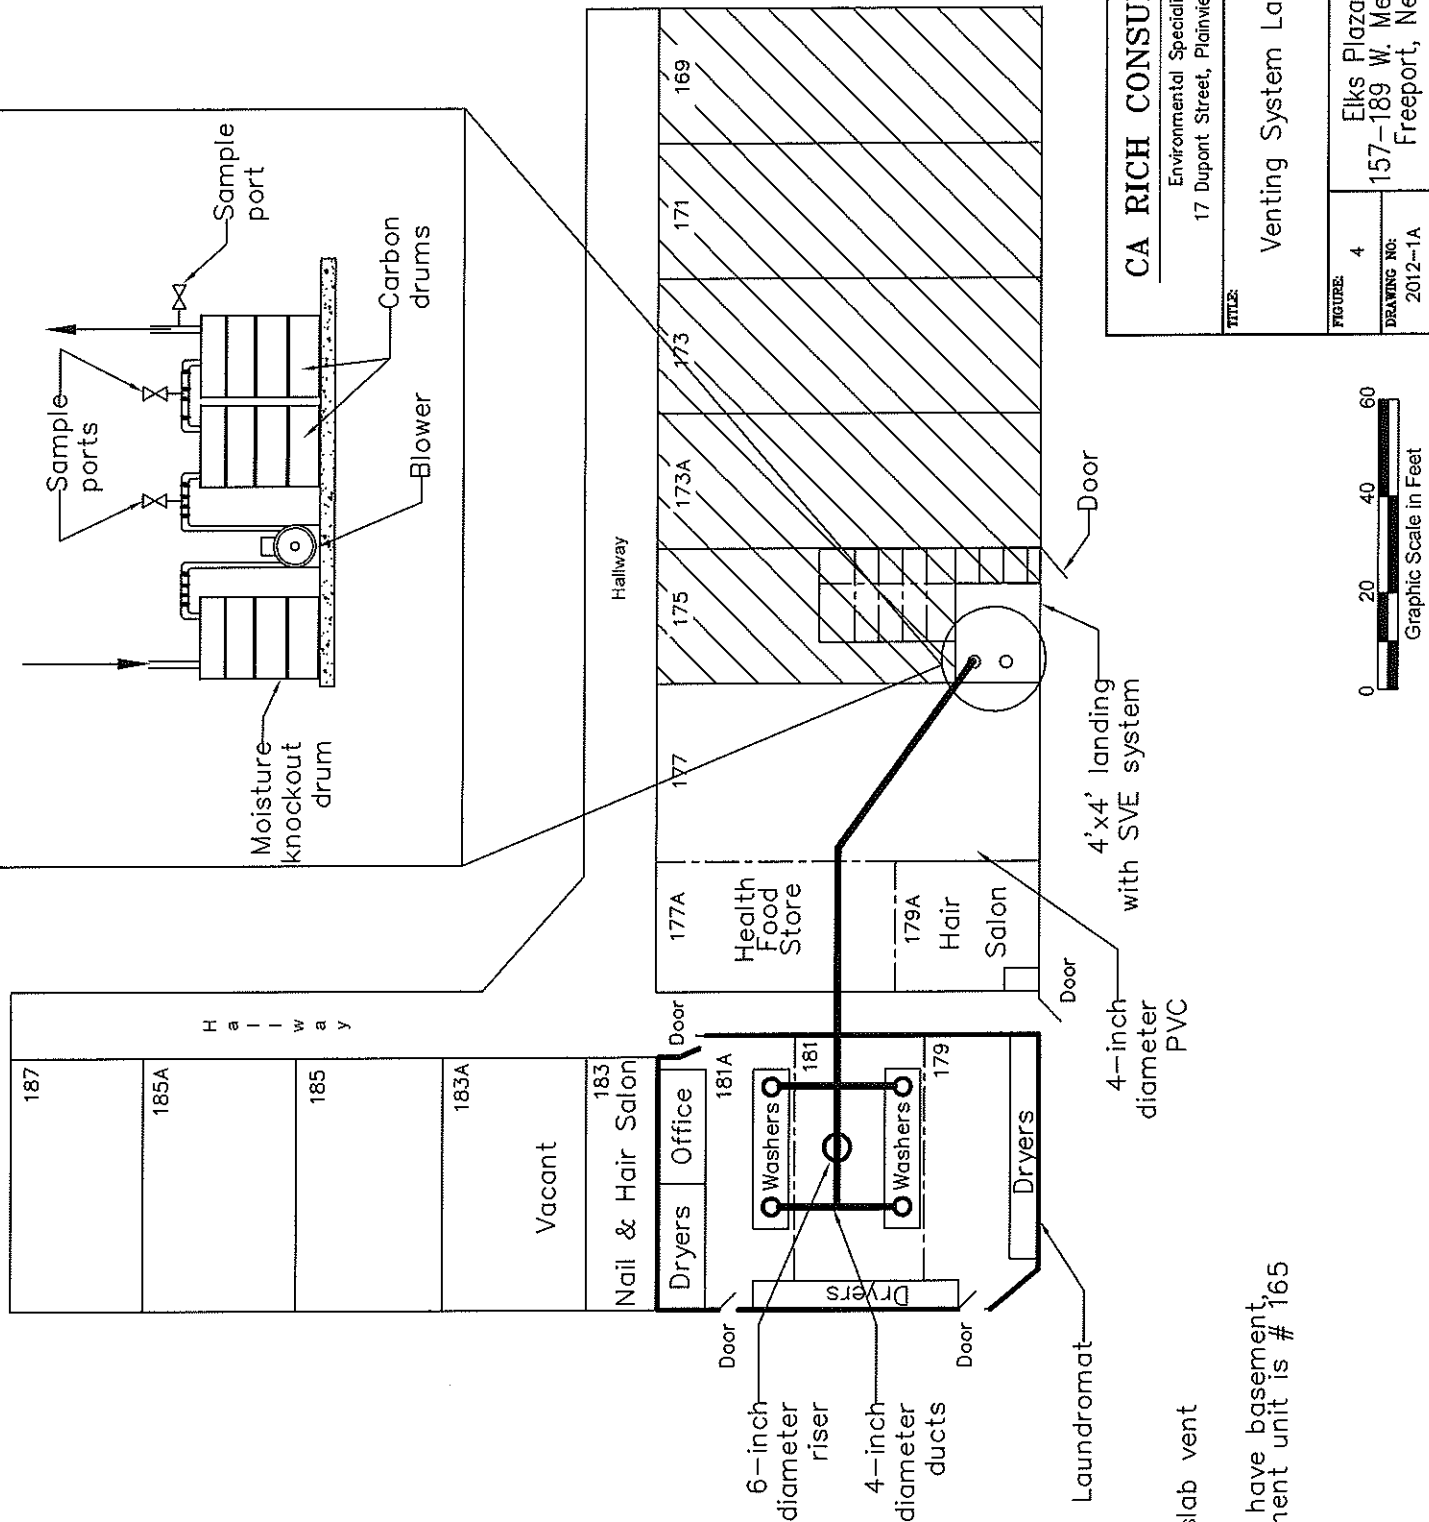 Sample
ports
Sample
port
Carbon
drums
Blower
Moisture
knockout
drum
Hallway
169
171
173
173A
175
177
177A
Health
Food
Store
179A
Hair
Salon
Door
Door
4'x4' landing
with SVE system
4-inch
diameter
PVC
Hallway
187
185A
185
183A
Vacant
183
Nail & Hair Salon
Door
Office
Dryers
181A
181
179
Washers
Washers
Dryers
Dryers
Door
Door
6-inch
diameter
riser
4-inch
diameter
ducts
Laundromat
slab vent
have basement,
ment unit is # 165
0 20 40 60
Graphic Scale in Feet
CA RICH CONSU
Environmental Speciali
17 Dupont Street, Plainvie
TITLE:
Venting System La
FIGURE:
4
DRAWING NO:
2012-1A
Elks Plaza
157-189 W. Me
Freeport, Ne